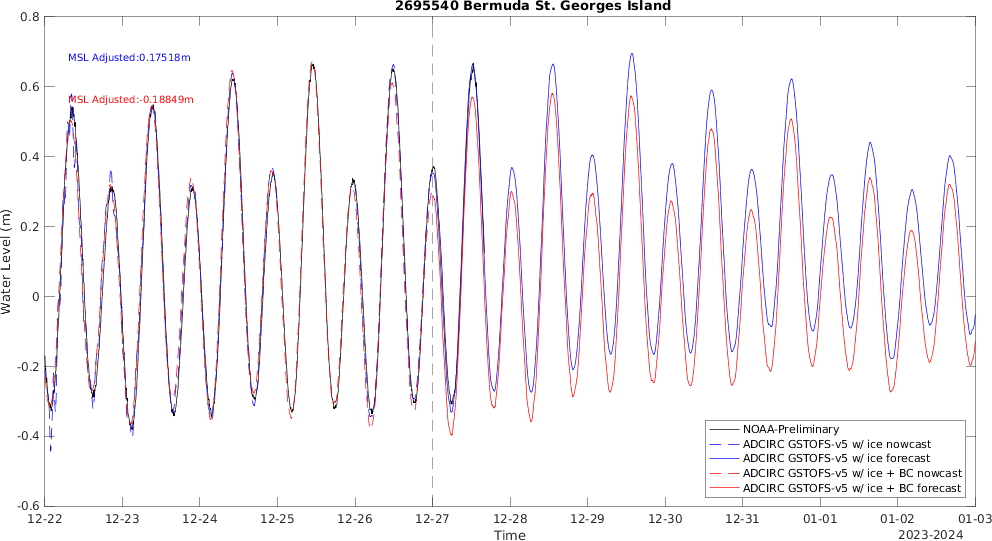 2695540 Bermuda St. Georges Island
MSL Adjusted:0.17518m
MSL Adjusted:-0.18849m
Water Level (m)
0.8
0.6
0.4
0.2
0
-0.2
-0.4
-0.6
NOAA-Preliminary
ADCIRC GSTOFS-v5 w/ ice nowcast
ADCIRC GSTOFS-v5 w/ ice forecast
ADCIRC GSTOFS-v5 w/ ice + BC nowcast
ADCIRC GSTOFS-v5 w/ ice + BC forecast
12-22 12-23 12-24 12-25 12-26 12-27 12-28 12-29 12-30 12-31 01-01 01-02 01-03
Time
2023-2024